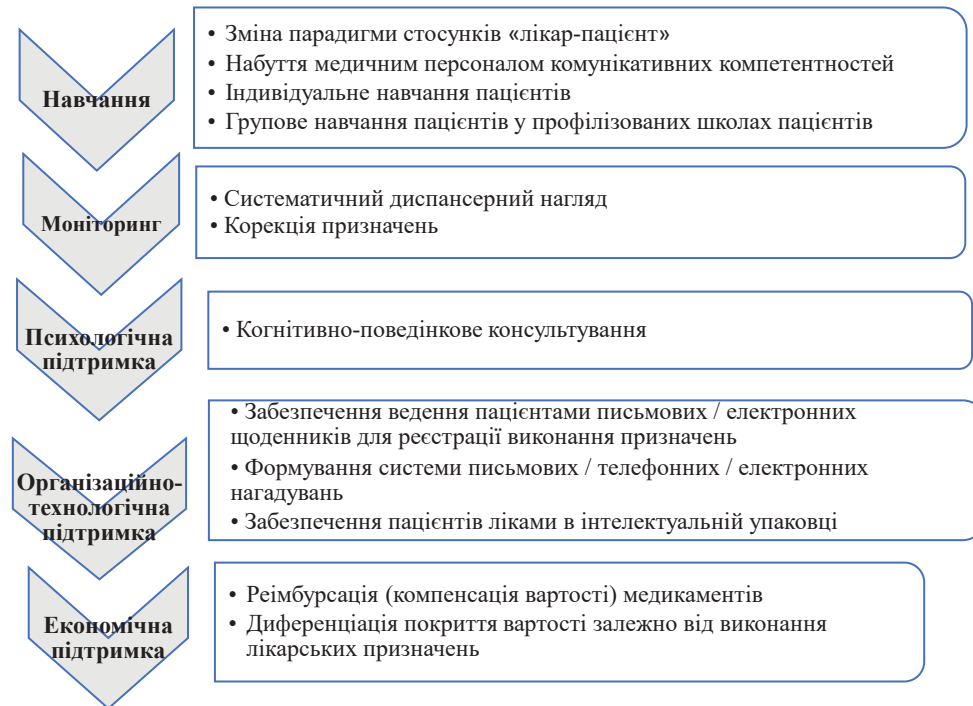 Навчання
• Зміна парадигми стосунків «лікар-пацієнт»
• Набуття медичним персоналом комунікативних компетентностей
• Індивідуальне навчання пацієнтів
• Групове навчання пацієнтів у профілізованих школах пацієнтів
Моніторинг
• Систематичний диспансерний нагляд
• Корекція призначень
Психологічна
підтримка
• Когнітивно-поведінкове консультування
Організаційно-
технологічна
підтримка
• Забезпечення ведення пацієнтами письмових / електронних
щоденників для реєстрації виконання призначень
• Формування системи письмових / телефонних / електронних
нагадувань
• Забезпечення пацієнтів ліками в інтелектуальній упаковці
Економічна
підтримка
• Реімбурсація (компенсація вартості) медикаментів
• Диференціація покриття вартості залежно від виконання
лікарських призначень